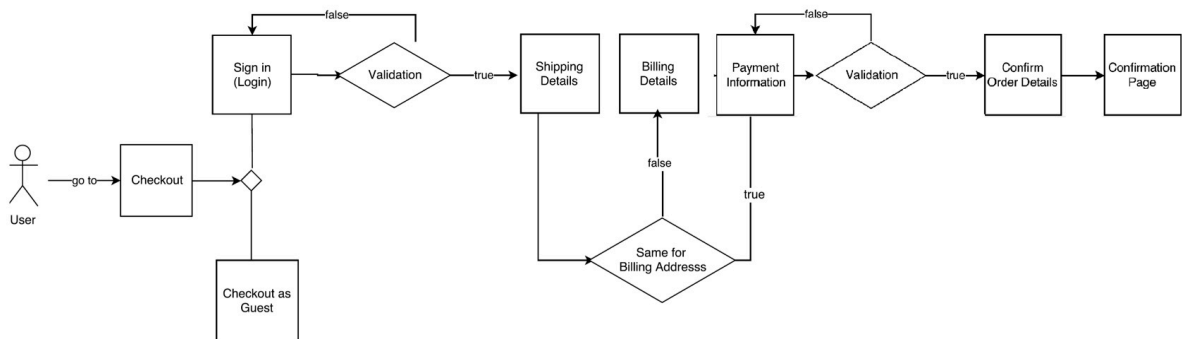 false
Sign in
(Login)
Validation
true
Shipping
Details
Billing
Details
false
Payment
Information
Validation
true
Confirm
Order Details
Confirmation
Page
User
go to
Checkout
Checkout as
Guest
false
true
Same for
Billing Addresss